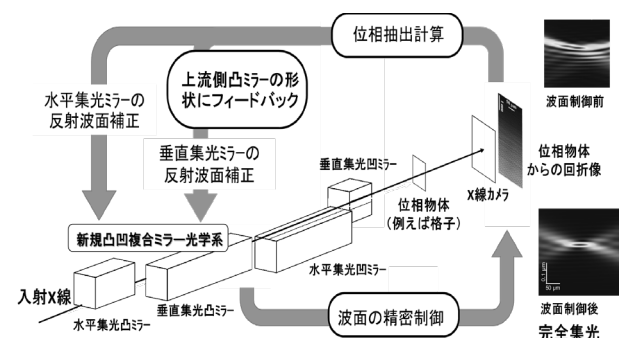 位相抽出計算
上流側凸ミラーの形
状にフィードバック
水平集光ミラーの
反射波面補正
垂直集光ミラーの
反射波面補正
垂直集光凹ミラー
位相物体
(例えば格子)
X線カメラ
波面制御前
位相物体
からの回折像
新規凸凹複合ミラー光学系
入射X線
水平集光凸ミラー
垂直集光凸ミラー
水平集光凹ミラー
波面の精密制御
0.1 μm
50 μm
波面制御後
完全集光